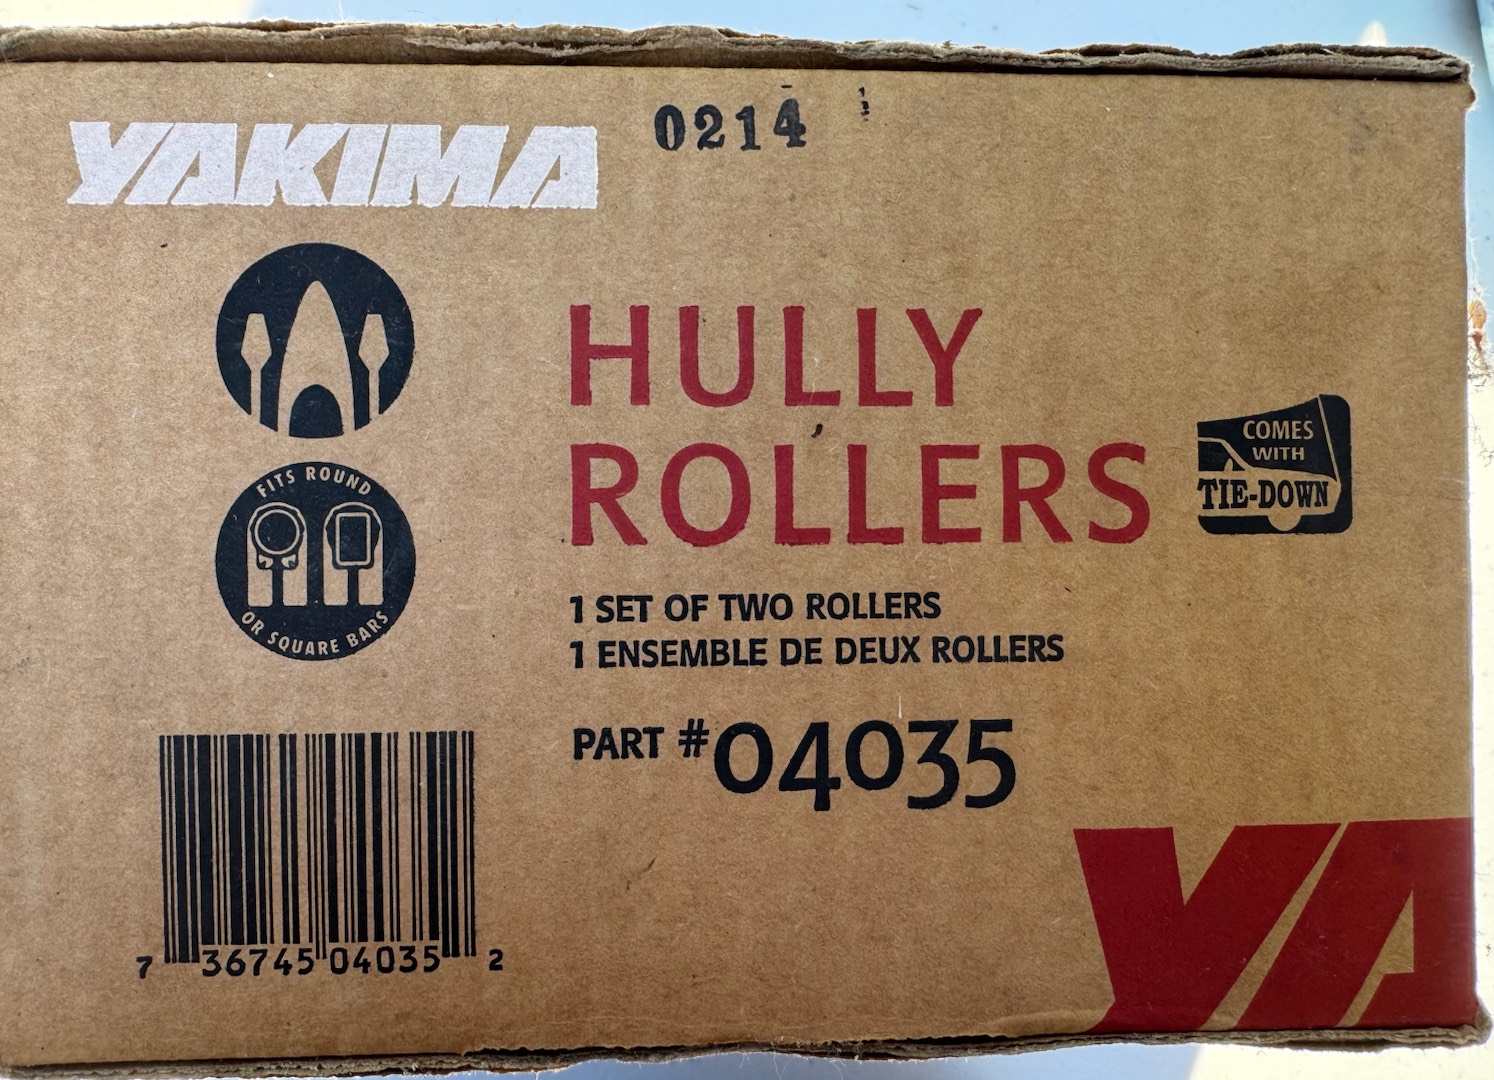 YAKIMA
0214
HULLY
ROLLERS
COMES
WITH
TIE-DOWN
FITS ROUND
OR SQUARE BARS
1 SET OF TWO ROLLERS
1 ENSEMBLE DE DEUX ROLLERS
PART #04035
7 36745 04035 2
YA